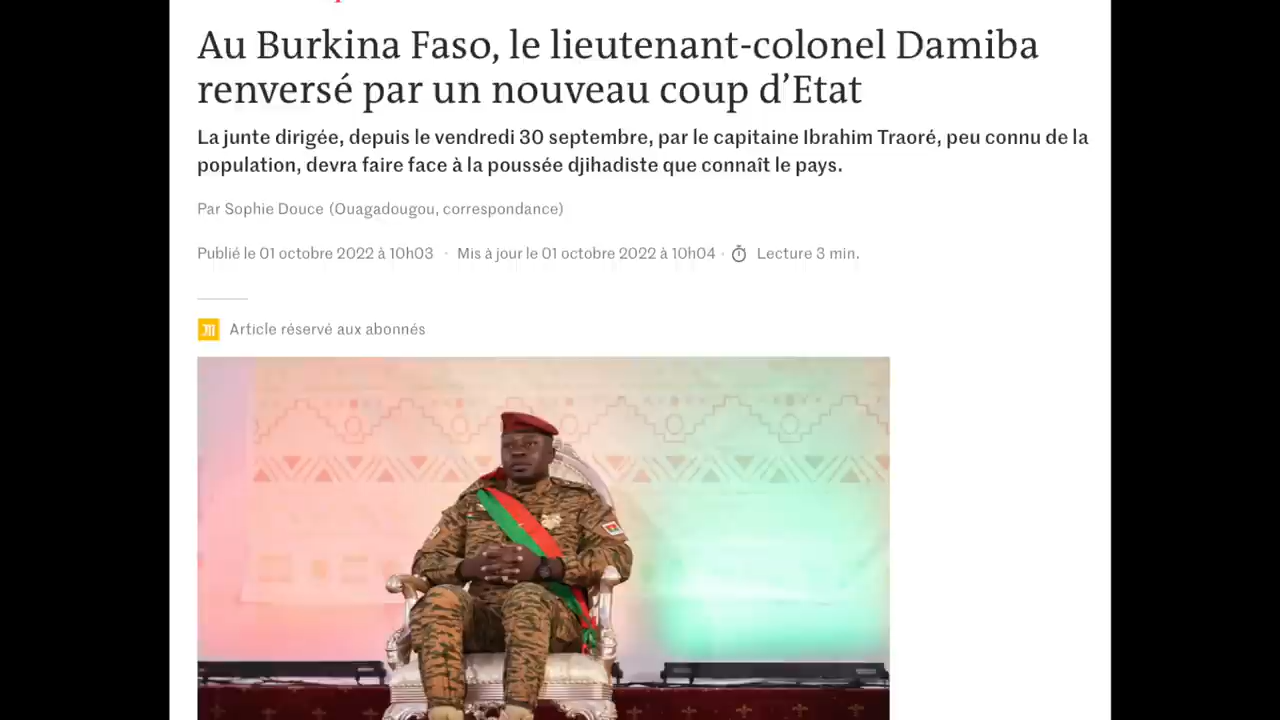 Au Burkina Faso, le lieutenant-colonel Damiba
renversé par un nouveau coup d’Etat
La junte dirigée, depuis le vendredi 30 septembre, par le capitaine Ibrahim Traoré, peu connu de la
population, devra faire face à la poussée djihadiste que connaît le pays.
Par Sophie Douce (Ouagadougou, correspondance)
Publié le 01 octobre 2022 à 10h03 · Mis à jour le 01 octobre 2022 à 10h04 · Lecture 3 min.
Article réservé aux abonnés